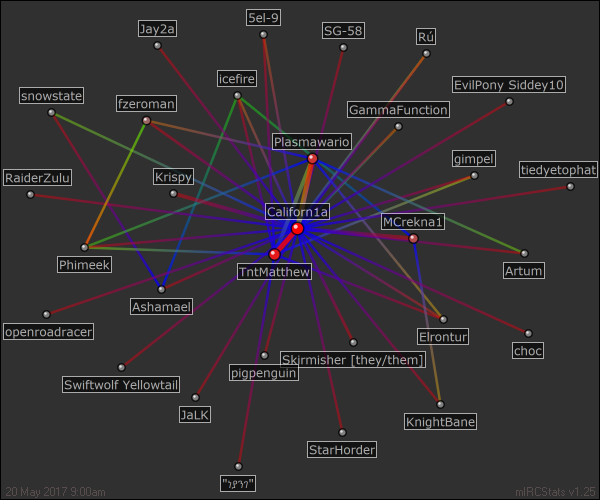 5el-9
Jay2a
SG-58
Rú
icefire
EvilPony Siddey10
snowstate
fzeroman
GammaFunction
Plasmawario
gimpel
tiedyetophat
RaiderZulu
Krispy
Californ1a
MCrekna1
Phimeek
TntMatthew
Artum
Ashamael
openroadracer
Elrontur
choc
Skirmisher [they/them]
pigpenguin
Swiftwolf Yellowtail
JaLK
KnightBane
StarHorder
20 May 2017 9:00am
mIRCStats v1.25